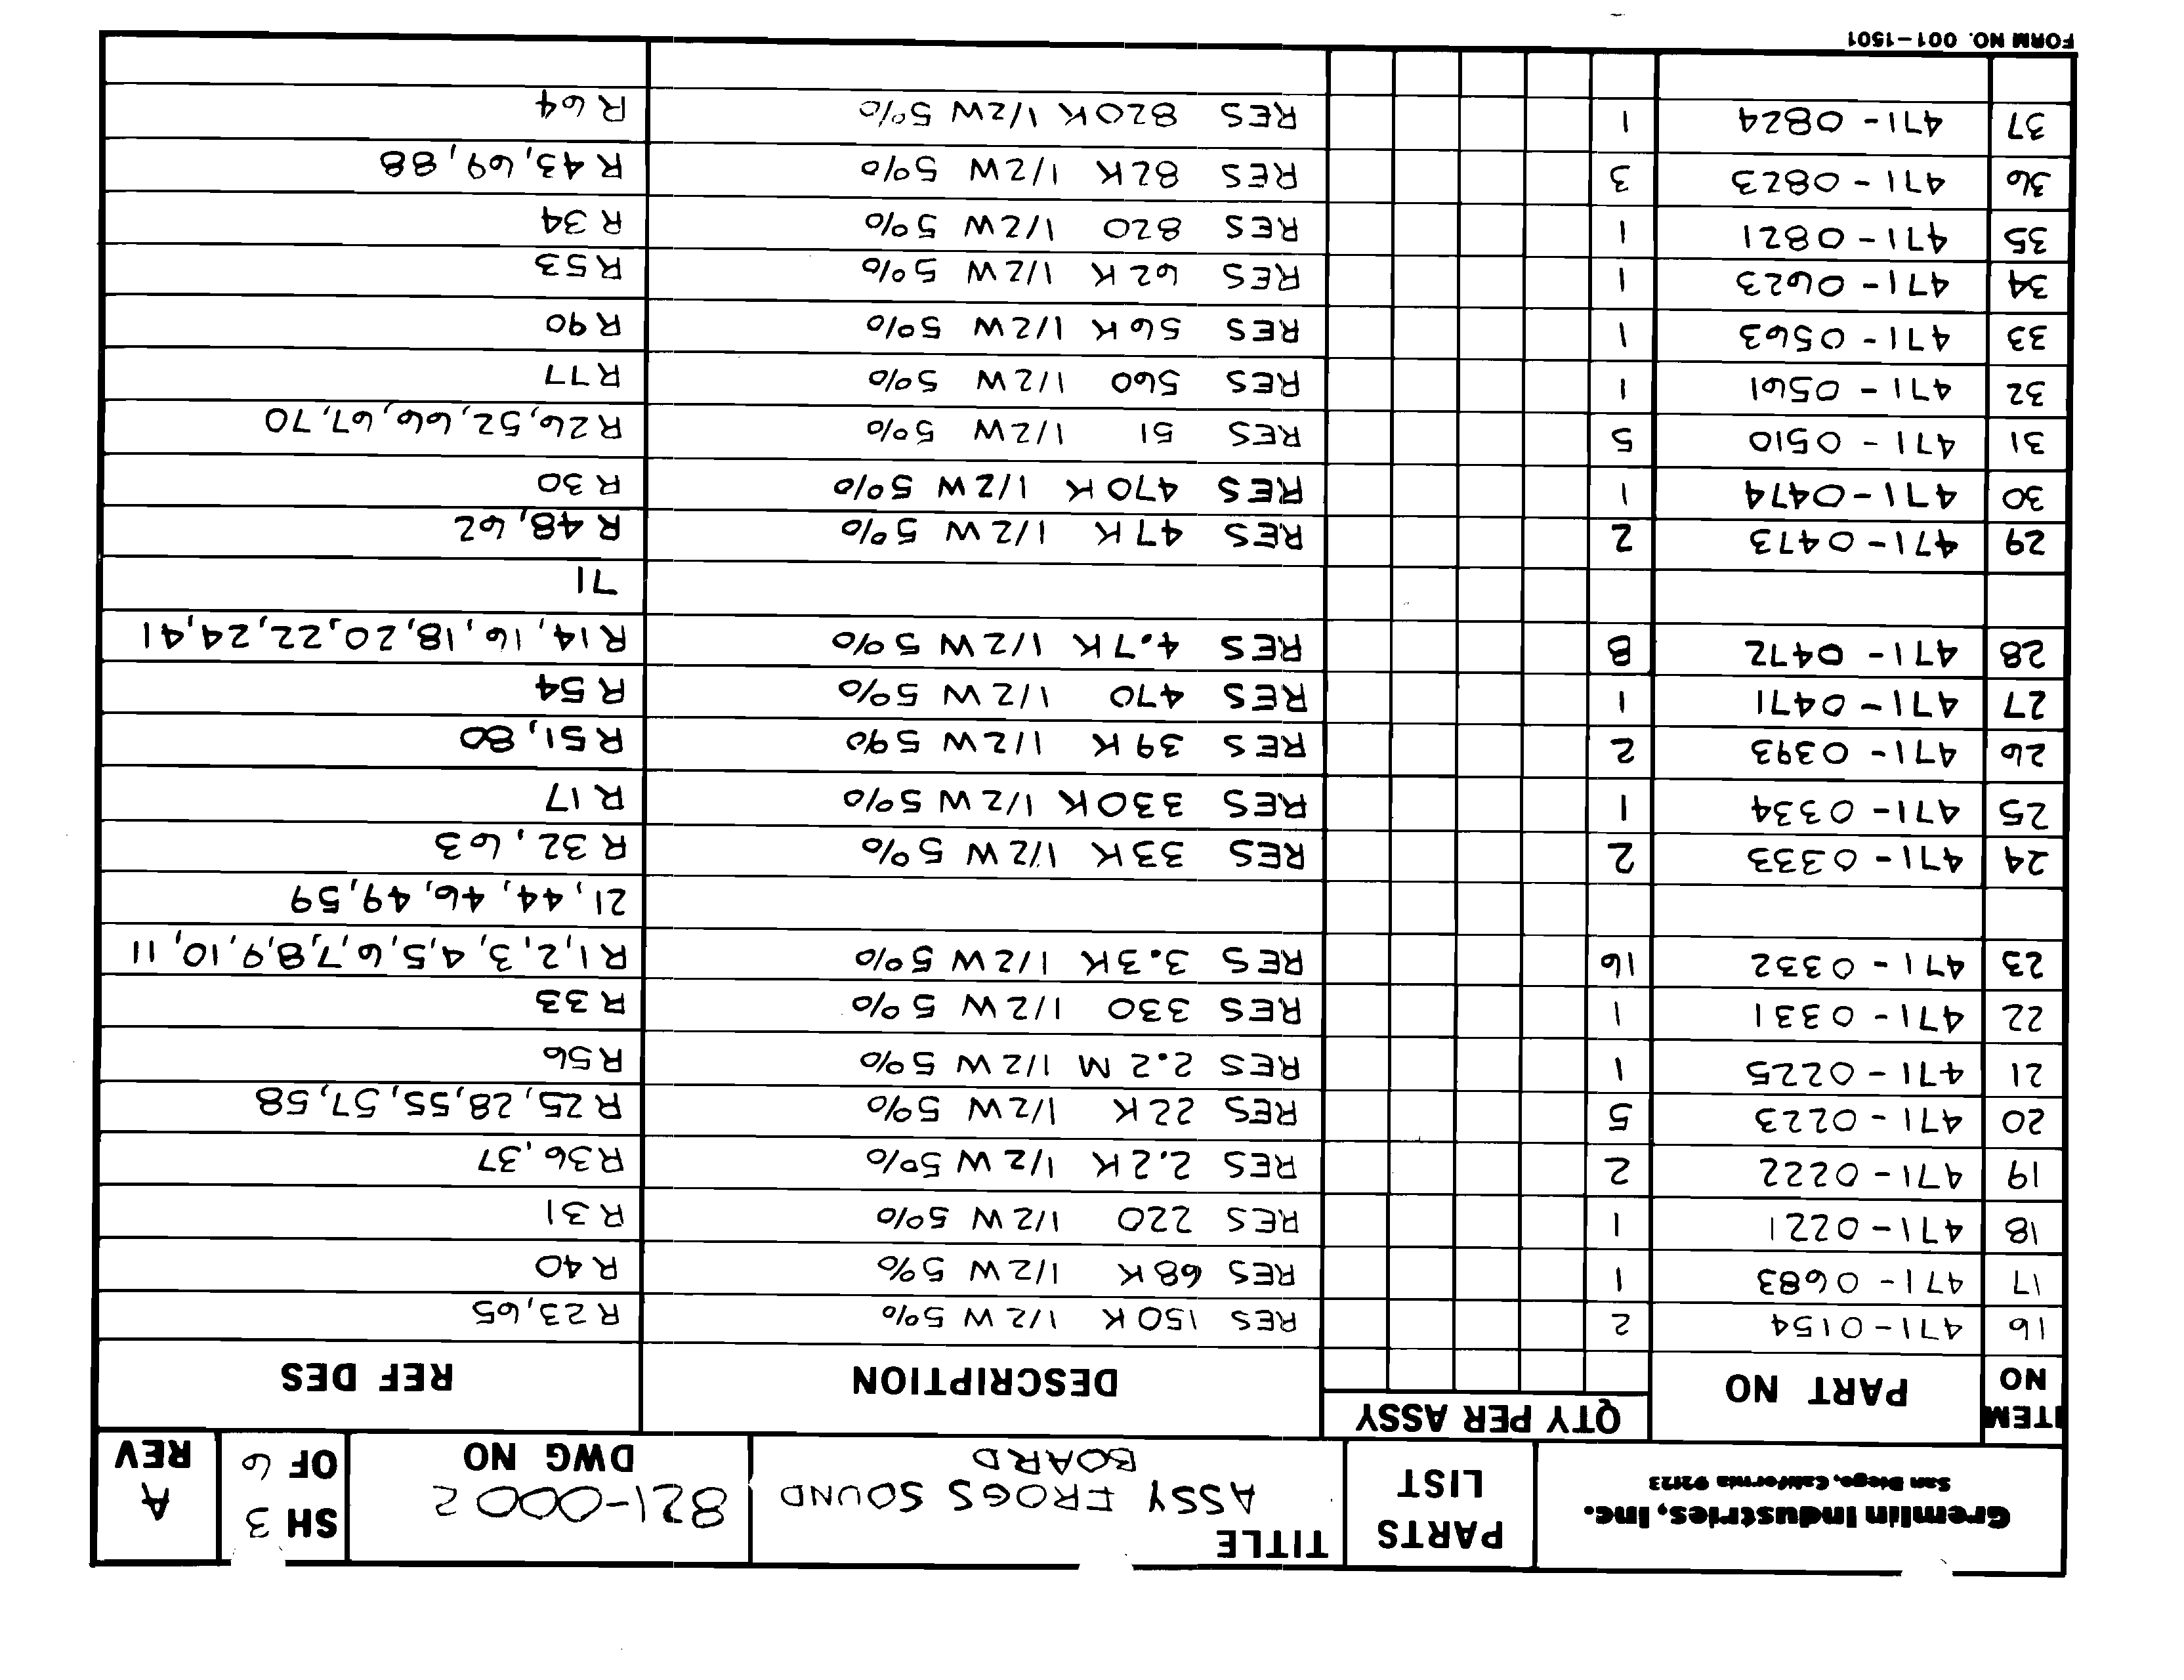 Gremlin Industries, Inc.
San Diego, California 92123
PARTS LIST
TITLE
ASSY FROGS SOUND BOARD
821-0002
DWG NO
SH 3 OF 6
A
REV
ITEM NO | PART NO | QTY PER ASSY | DESCRIPTION | REF DES
16 471-0154 2 RES 150K 1/2W 5% R23,65
17 471-0683 1 RES 68K 1/2W 5% R40
18 471-0221 1 RES 220 1/2W 5% R31
19 471-0222 2 RES 2.2K 1/2W 5% R36,37
20 471-0223 5 RES 22K 1/2W 5% R25,28,55,57,58
21 471-0225 1 RES 2.2M 1/2W 5% R56
22 471-0331 1 RES 330 1/2W 5% R33
23 471-0332 16 RES 3.3K 1/2W 5% R1,2,3,4,5,6,7,8,9,10,11
21,44,46,49,59
24 471-0333 2 RES 33K 1/2W 5% R32,63
25 471-0334 1 RES 330K 1/2W 5% R17
26 471-0393 2 RES 39K 1/2W 5% R51,80
27 471-0471 1 RES 470 1/2W 5% R54
28 471-0472 8 RES 4.7K 1/2W 5% R14,16,18,20,22,24,41
71
29 471-0473 2 RES 47K 1/2W 5% R48,62
30 471-0474 1 RES 470K 1/2W 5% R30
31 471-0510 5 RES 51 1/2W 5% R26,52,66,67,70
32 471-0561 1 RES 560 1/2W 5% R77
33 471-0563 1 RES 56K 1/2W 5% R90
34 471-0623 1 RES 62K 1/2W 5% R53
35 471-0821 1 RES 820 1/2W 5% R34
36 471-0823 3 RES 82K 1/2W 5% R43,69,88
37 471-0824 1 RES 820K 1/2W 5% R64
FORM NO. 001-1501